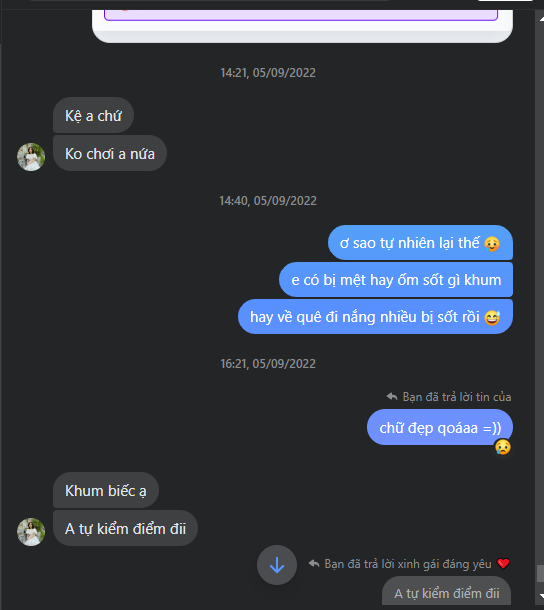 14:21, 05/09/2022
Kệ a chứ
Ko chơi a nứa
14:40, 05/09/2022
ơ sao tự nhiên lại thế 🥵
e có bị mệt hay ốm sốt gì khum
hay về quê đi nắng nhiều bị sốt rồi 😅
16:21, 05/09/2022
Bạn đã trả lời tin của
chữ đẹp qoáaa =))
😢
Khum biếc ạ
A tự kiểm điểm đii
Bạn đã trả lời xinh gái đáng yêu ❤️
A tự kiểm điểm đii